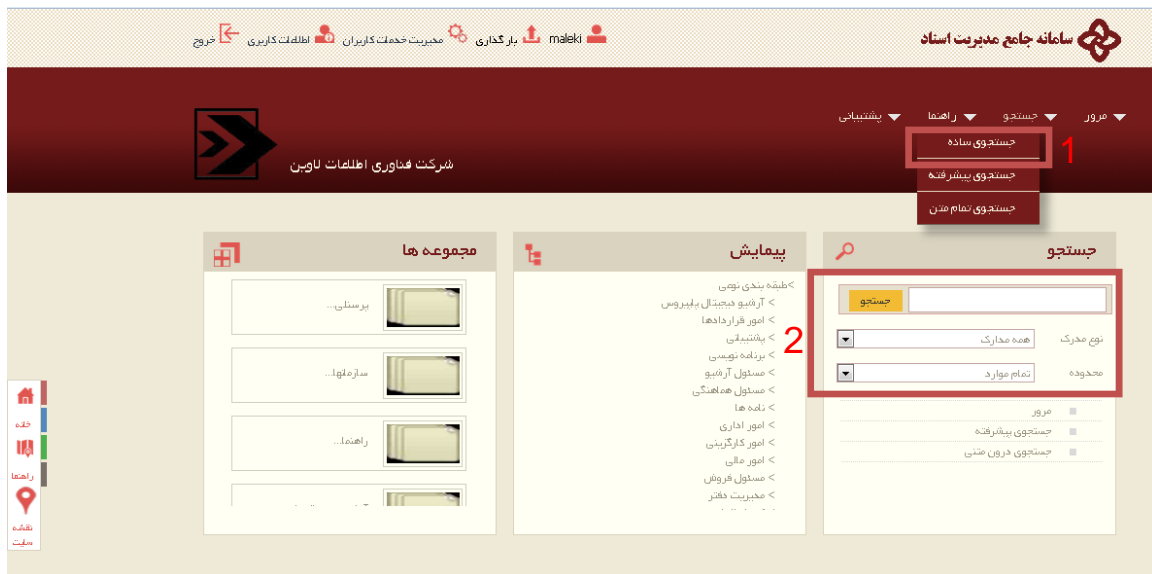 سامانه جامع مدیریت اسناد
maleki
بارگذاری
مدیریت خدمات کاربران
اطلاعات کاربری
خروج
مرور
جستجو
راهنما
پشتیبانی
جستجوی ساده
1
جستجوی پیشرفته
جستجوی تمام متن
شرکت فناوری اطلاعات لاوین
جستجو
جستجو
2
نوع مدرک
همه مدارک
محدوده
تمام موارد
مرور
جستجوی پیشرفته
جستجوی درون متنی
پیمایش
>طبقه بندی نوعی
> آرشیو دیجیتال پاپیروس
> امور قراردادها
> پشتیبانی
> برنامه نویسی
> مسئول آرشیو
> مسئول هماهنگی
> نامه ها
> امور اداری
> امور کارگزینی
> امور مالی
> مسئول فروش
> مدیریت دفتر
مجموعه ها
پرسنلی...
سازمانها...
راهنما...
خانه
راهنما
نقشه
سایت